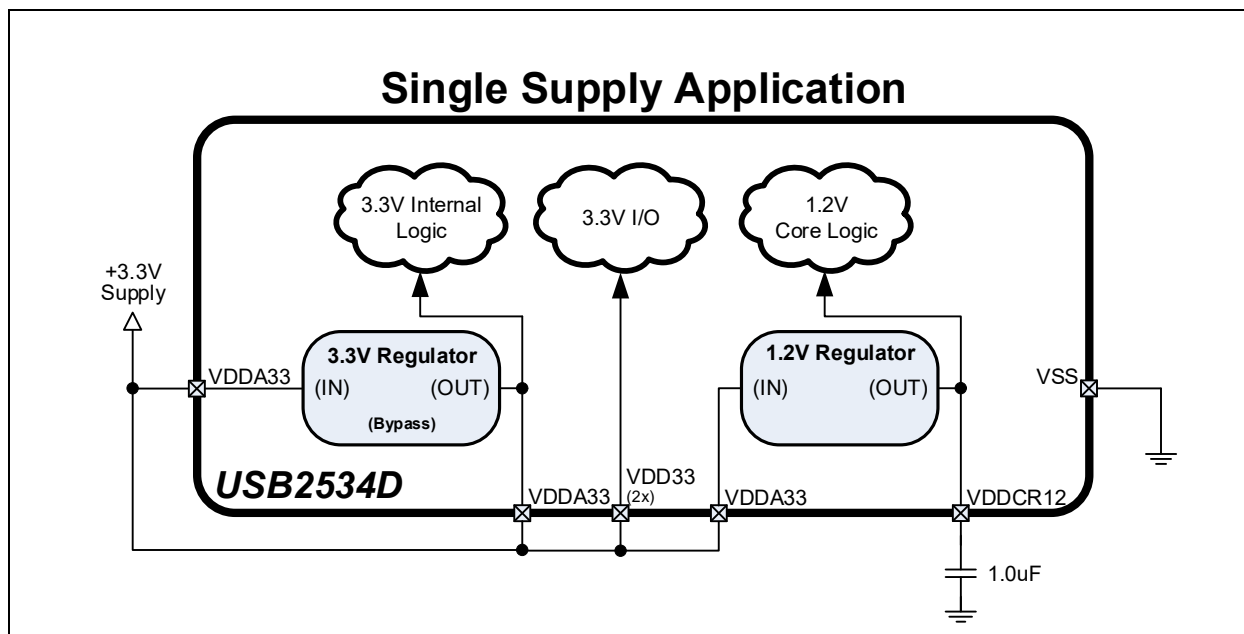 Single Supply Application
3.3V Internal
Logic
3.3V I/O
1.2V
Core Logic
+3.3V
Supply
3.3V Regulator
(IN) (OUT)
(Bypass)
1.2V Regulator
(IN) (OUT)
VDDA33
VSS
USB2534D
VDDA33
VDD33
(2x)
VDDA33
VDDCR12
1.0uF